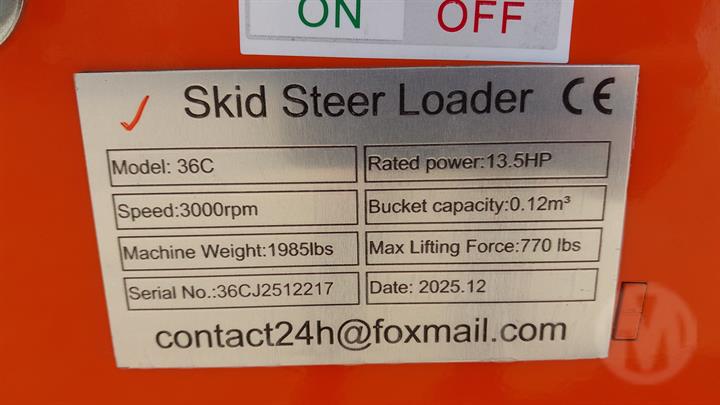 ON OFF
Skid Steer Loader CE
Model: 36C
Rated power:13.5HP
Speed:3000rpm
Bucket capacity:0.12m³
Machine Weight:1985lbs
Max Lifting Force:770 lbs
Serial No.:36CJ2512217
Date: 2025.12
contact24h@foxmail.com
M